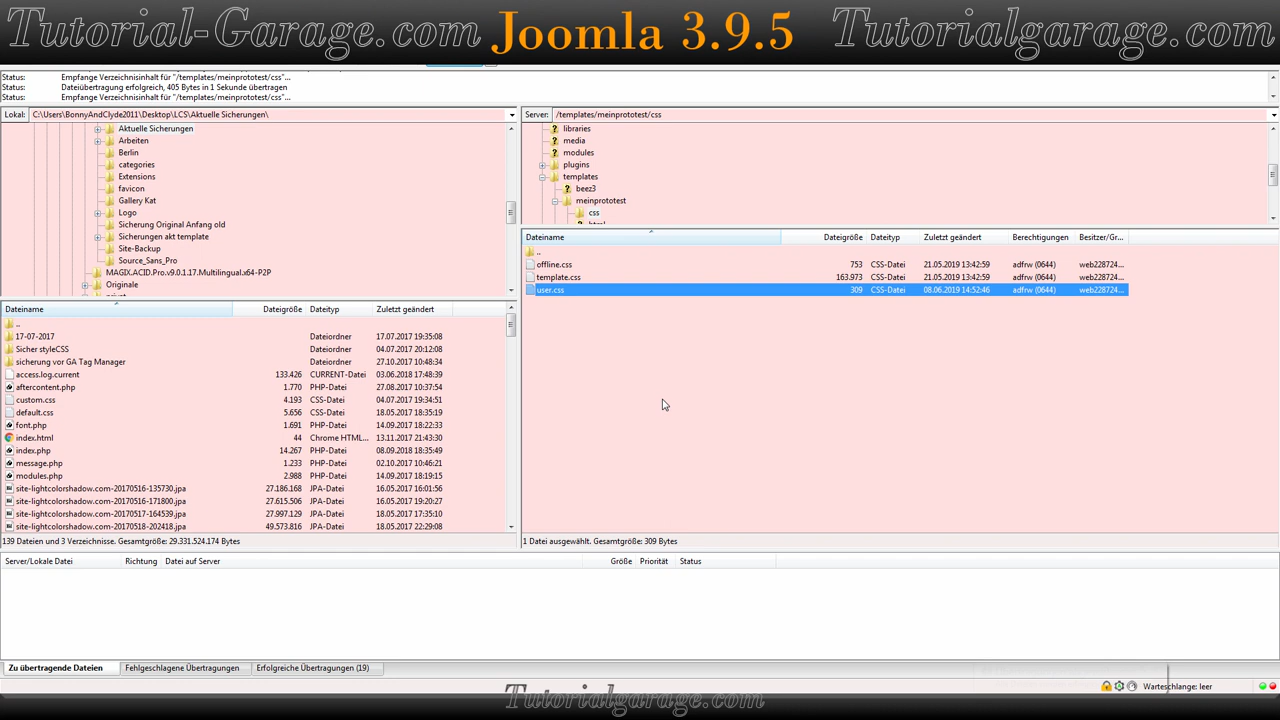 Tutorial-Garage.com Joomla 3.9.5 Tutorialgarage.com
Status: Empfange Verzeichnisinhalt für "/templates/meinprototest/css"...
Status: Dateiübertragung erfolgreich, 405 Bytes in 1 Sekunde übertragen
Status: Empfange Verzeichnisinhalt für "/templates/meinprototest/css"...
Lokal: C:\Users\BonnyAndClyde2011\Desktop\LCS\Aktuelle Sicherungen\
Aktuelle Sicherungen
Arbeiten
Berlin
categories
Extensions
favicon
Gallery Kat
Logo
Sicherung Original Anfang old
Sicherungen akt template
Site-Backup
Source_Sans_Pro
MAGIX.ACID.Pro.v9.0.1.17.Multilingual.x64-P2P
Originale
Server: /templates/meinprototest/css
libraries
media
modules
plugins
templates
beez3
meinprototest
css
html
Dateiname Dateigröße Dateityp Zuletzt geändert
..
17-07-2017 Dateiordner 17.07.2017 19:35:08
Sicher styleCSS Dateiordner 04.07.2017 20:12:08
sicherung vor GA Tag Manager Dateiordner 27.10.2017 10:48:34
access.log.current 133.426 CURRENT-Datei 03.06.2018 17:48:39
aftercontent.php 1.770 PHP-Datei 27.08.2017 10:37:54
custom.css 4.193 CSS-Datei 04.07.2017 19:34:51
default.css 5.656 CSS-Datei 18.05.2017 18:35:19
font.php 1.691 PHP-Datei 14.09.2017 18:22:33
index.html 44 Chrome HTML... 13.11.2017 21:43:30
index.php 14.267 PHP-Datei 08.09.2018 18:35:49
message.php 1.233 PHP-Datei 02.10.2017 10:46:21
modules.php 2.988 PHP-Datei 14.09.2017 18:19:15
site-lightcolorshadow.com-20170516-135730.jpa 27.186.168 JPA-Datei 16.05.2017 16:01:56
site-lightcolorshadow.com-20170516-171800.jpa 27.615.506 JPA-Datei 16.05.2017 19:20:27
site-lightcolorshadow.com-20170517-164539.jpa 27.997.129 JPA-Datei 18.05.2017 17:35:10
site-lightcolorshadow.com-20170518-202418.jpa 49.573.816 JPA-Datei 18.05.2017 22:29:08
139 Dateien und 3 Verzeichnisse. Gesamtgröße: 29.331.524.174 Bytes
Dateiname Dateigröße Dateityp Zuletzt geändert Berechtigungen Besitzer/Gr...
..
offline.css 753 CSS-Datei 21.05.2019 13:42:59 adfrw (0644) web228724...
template.css 163.973 CSS-Datei 21.05.2019 13:42:59 adfrw (0644) web228724...
user.css 309 CSS-Datei 08.06.2019 14:52:46 adfrw (0644) web228724...
1 Datei ausgewählt. Gesamtgröße: 309 Bytes
Server/Lokale Datei Richtung Datei auf Server Größe Priorität Status
Zu übertragende Dateien Fehlgeschlagene Übertragungen Erfolgreiche Übertragungen (19)
Warteschlange: leer
Tutorialgarage.com